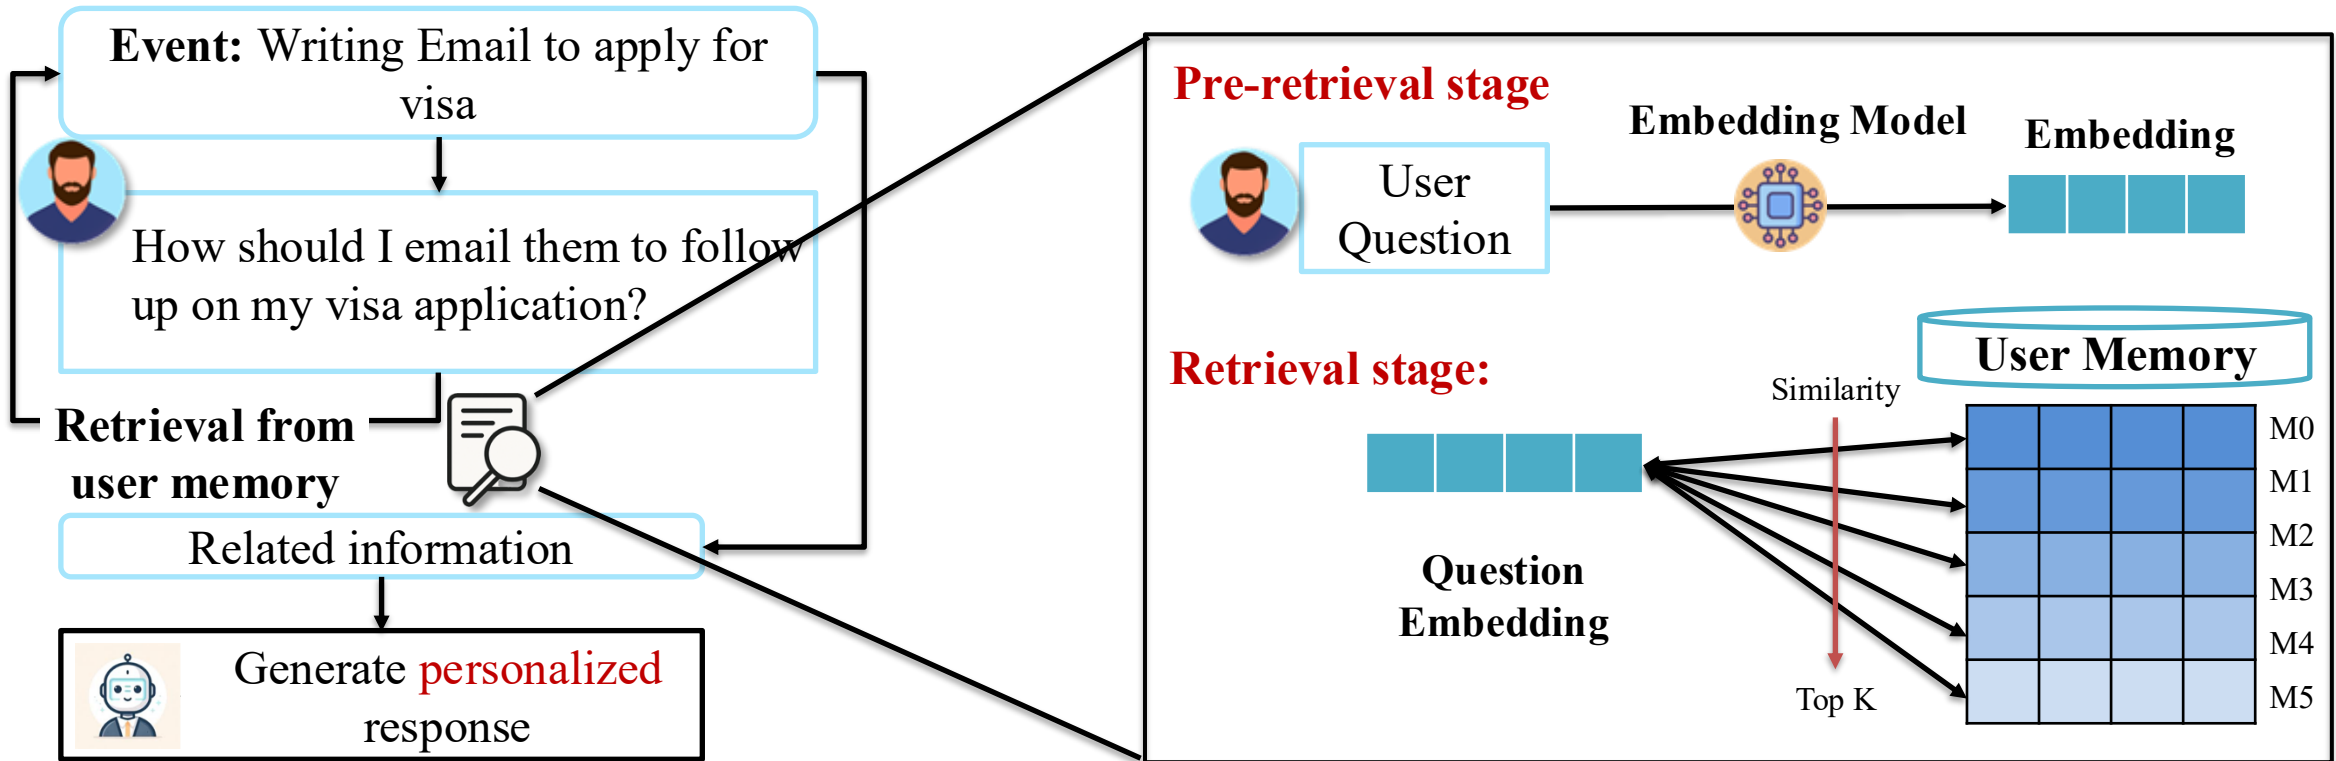 Event: Writing Email to apply for
visa
How should I email them to follow
up on my visa application?
Retrieval from
user memory
Related information
Generate personalized
response
Pre-retrieval stage
User
Question
Embedding Model
Embedding
Retrieval stage:
User Memory
Similarity
Top K
Question
Embedding
M0
M1
M2
M3
M4
M5